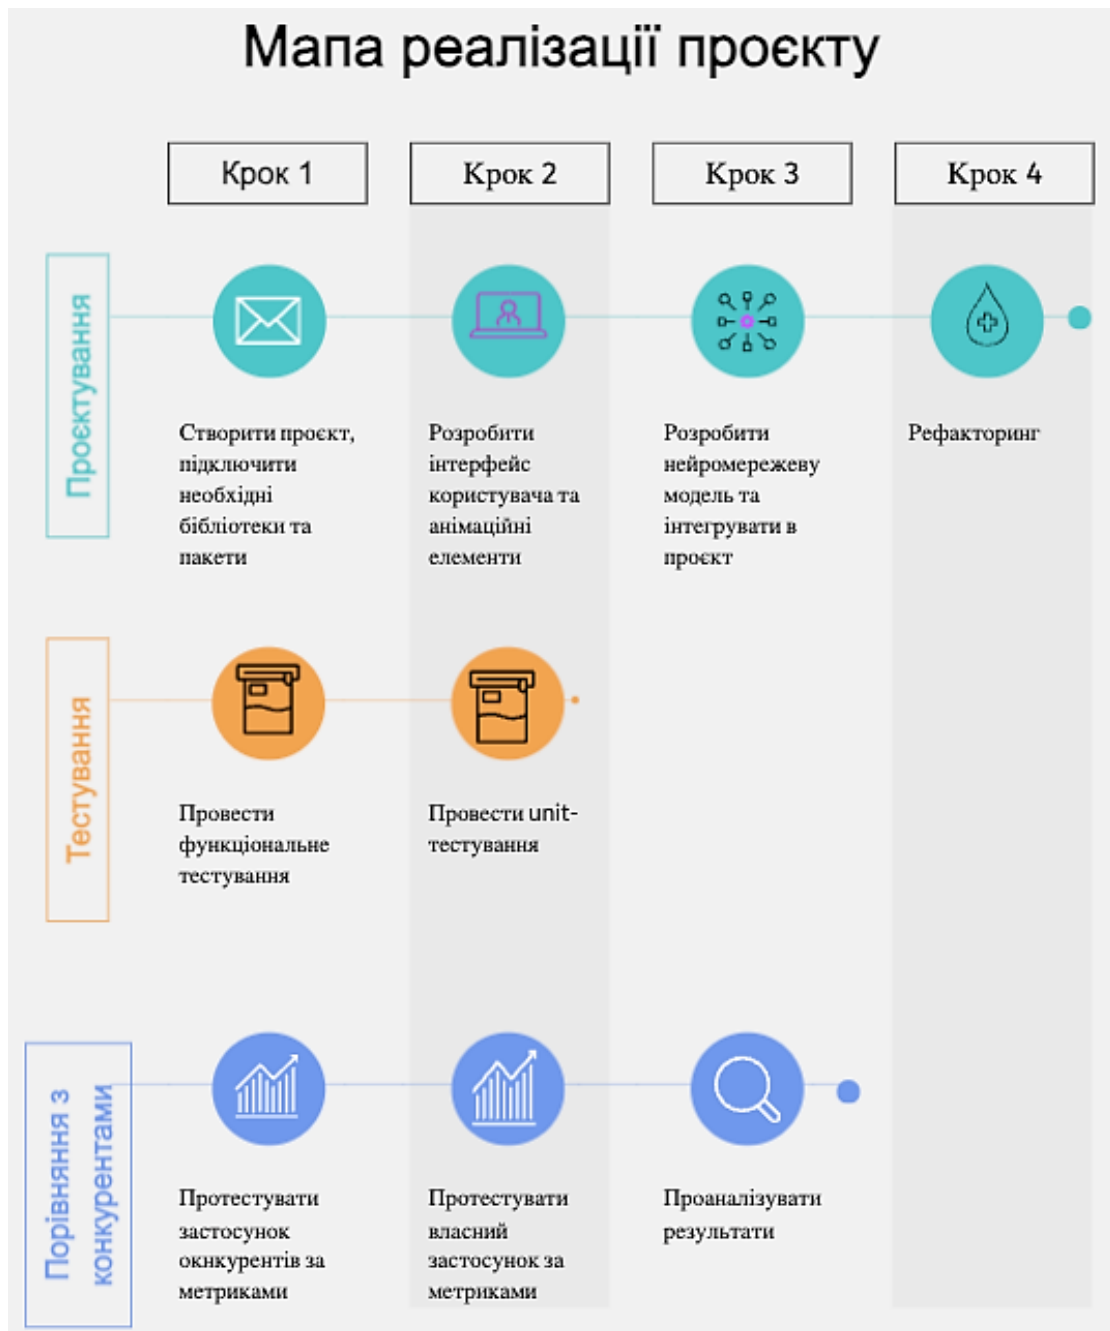 Мапа реалізації проєкту
Крок 1
Крок 2
Крок 3
Крок 4
Проєктування
Створити проєкт,
підключити
необхідні
бібліотеки та
пакети
Розробити
інтерфейс
користувача та
анімаційні
елементи
Розробити
нейромережеву
модель та
інтегрувати в
проєкт
Рефакторинг
Тестування
Провести
функціональне
тестування
Провести unit-
тестування
Порівняння з
конкурентами
Протестувати
застосунок
окнкурентів за
метриками
Протестувати
власний
застосунок за
метриками
Проаналізувати
результати